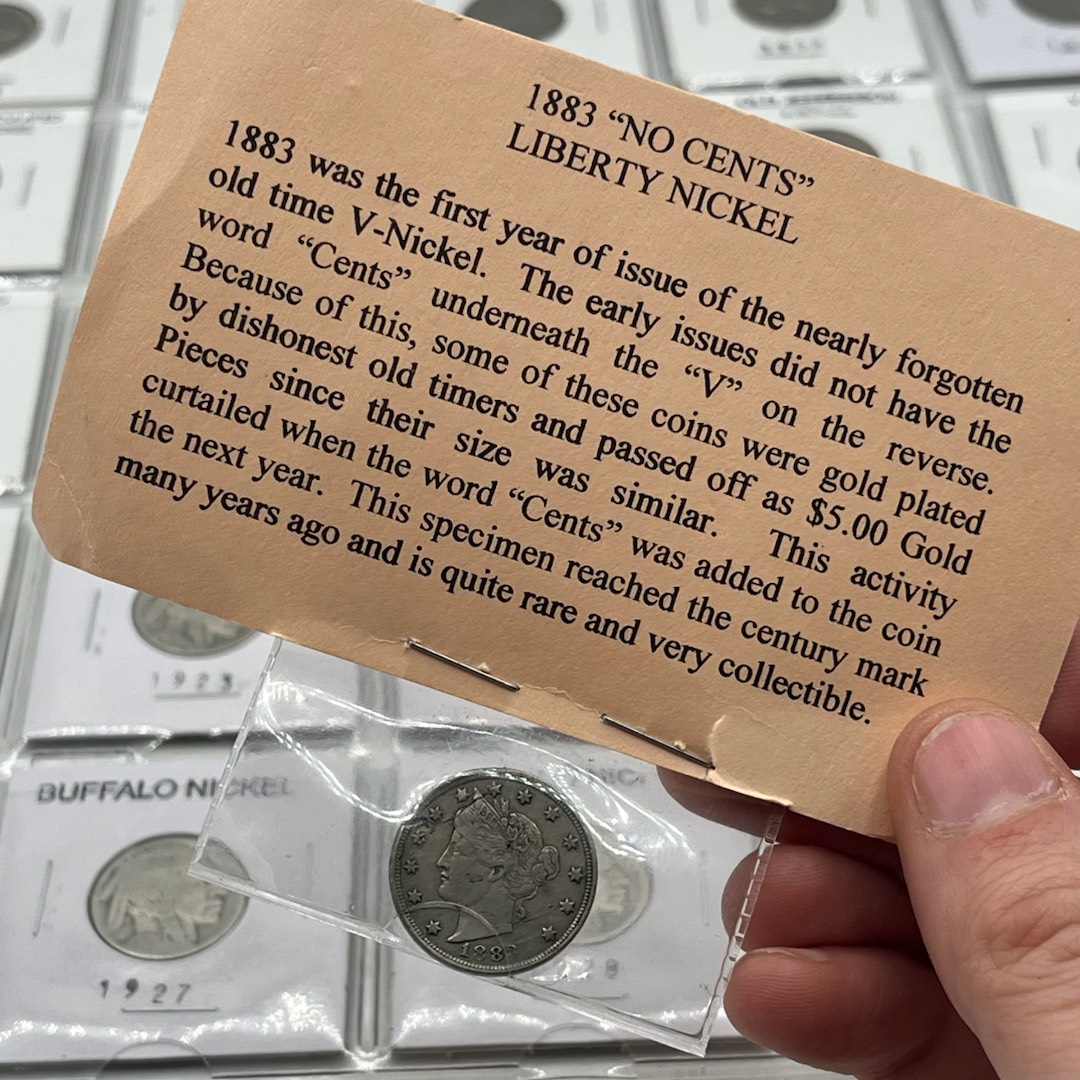 1883 “NO CENTS”
LIBERTY NICKEL
1883 was the first year of issue of the nearly forgotten
old time V-Nickel. The early issues did not have the
word “Cents” underneath the “V” on the reverse.
Because of this, some of these coins were gold plated
by dishonest old timers and passed off as $5.00 Gold
Pieces since their size was similar. This activity
curtailed when the word “Cents” was added to the coin
the next year. This specimen reached the century mark
many years ago and is quite rare and very collectible.
1923
BUFFALO NICKEL
1927